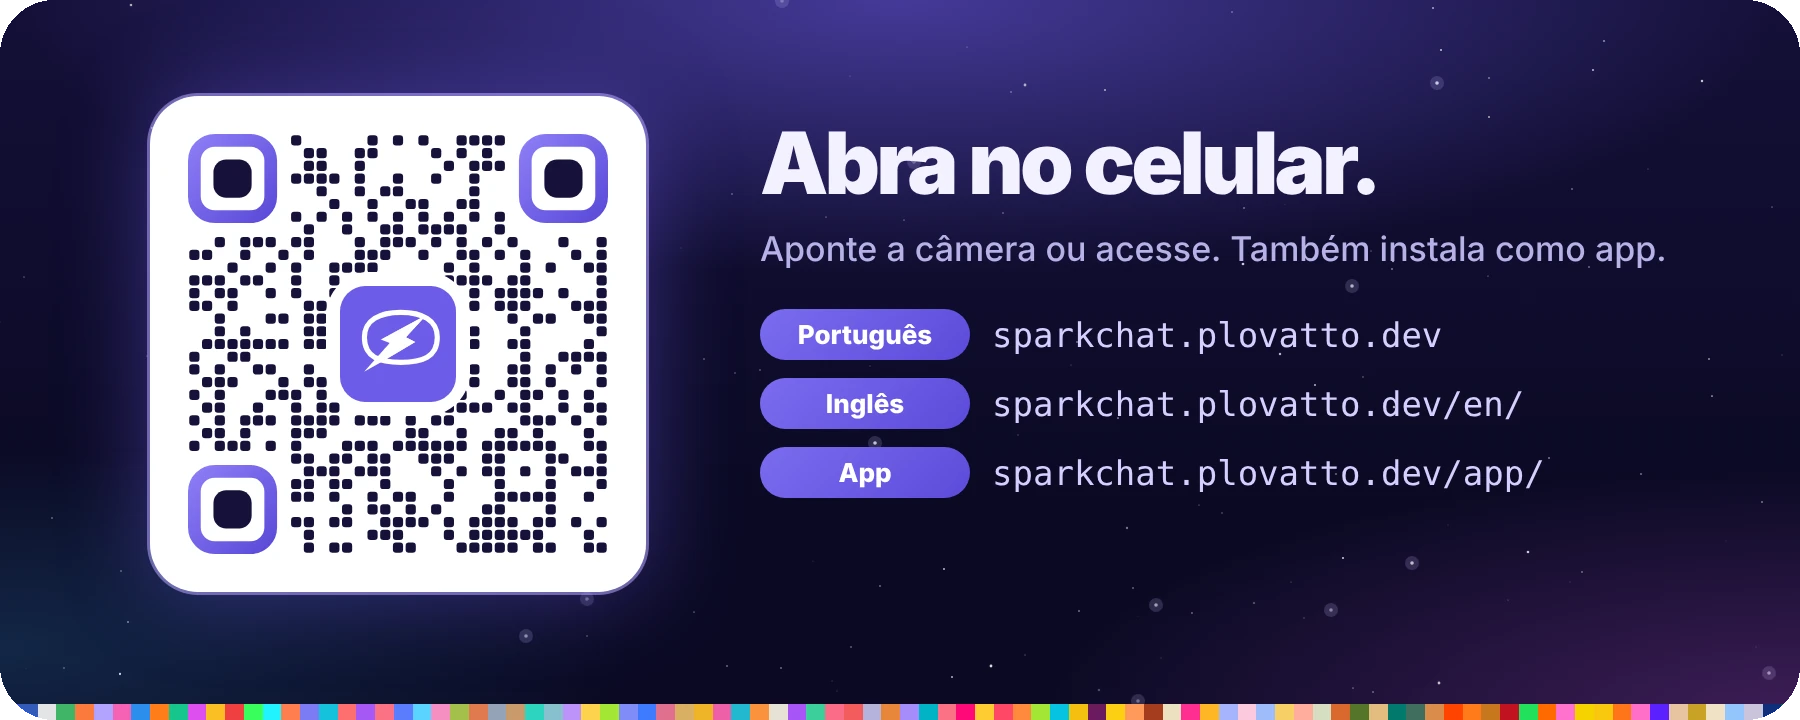 Abra no celular.
Aponte a câmera ou acesse. Também instala como app.
Português sparkchat.plovatto.dev
Inglês sparkchat.plovatto.dev/en/
App sparkchat.plovatto.dev/app/